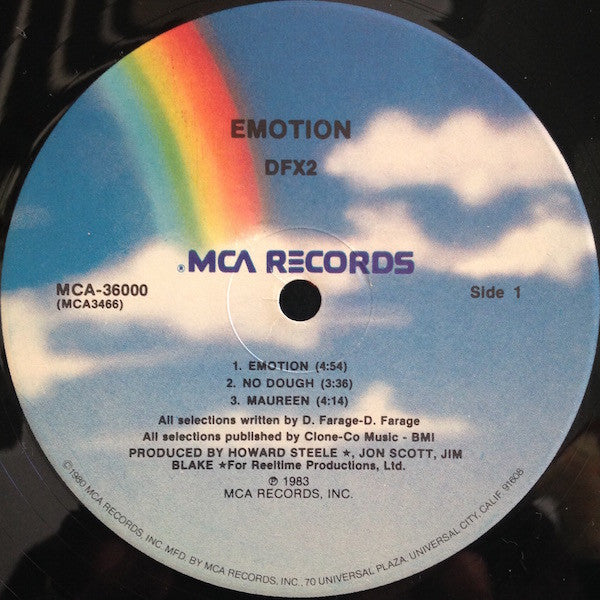 EMOTION
DFX2
®MCA RECORDS
MCA-36000
(MCA3466)
Side 1
1. EMOTION (4:54)
2. NO DOUGH (3:36)
3. MAUREEN (4:14)
All selections written by D. Farage-D. Farage
All selections published by Clone-Co Music - BMI
PRODUCED BY HOWARD STEELE ★, JON SCOTT, JIM
BLAKE ★For Reeltime Productions, Ltd.
℗ 1983
MCA RECORDS, INC.
©1980 MCA RECORDS, INC. MFD. BY MCA RECORDS, INC., 70 UNIVERSAL PLAZA, UNIVERSAL CITY, CALIF. 91608